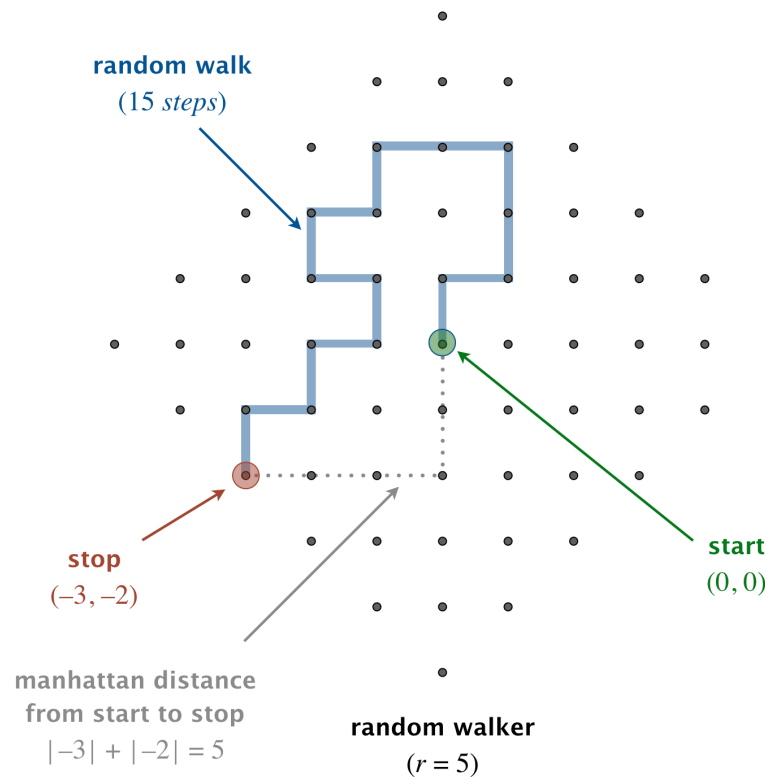 random walk
(15 steps)
stop
(–3, –2)
start
(0, 0)
manhattan distance
from start to stop
|–3| + |–2| = 5
random walker
(r = 5)